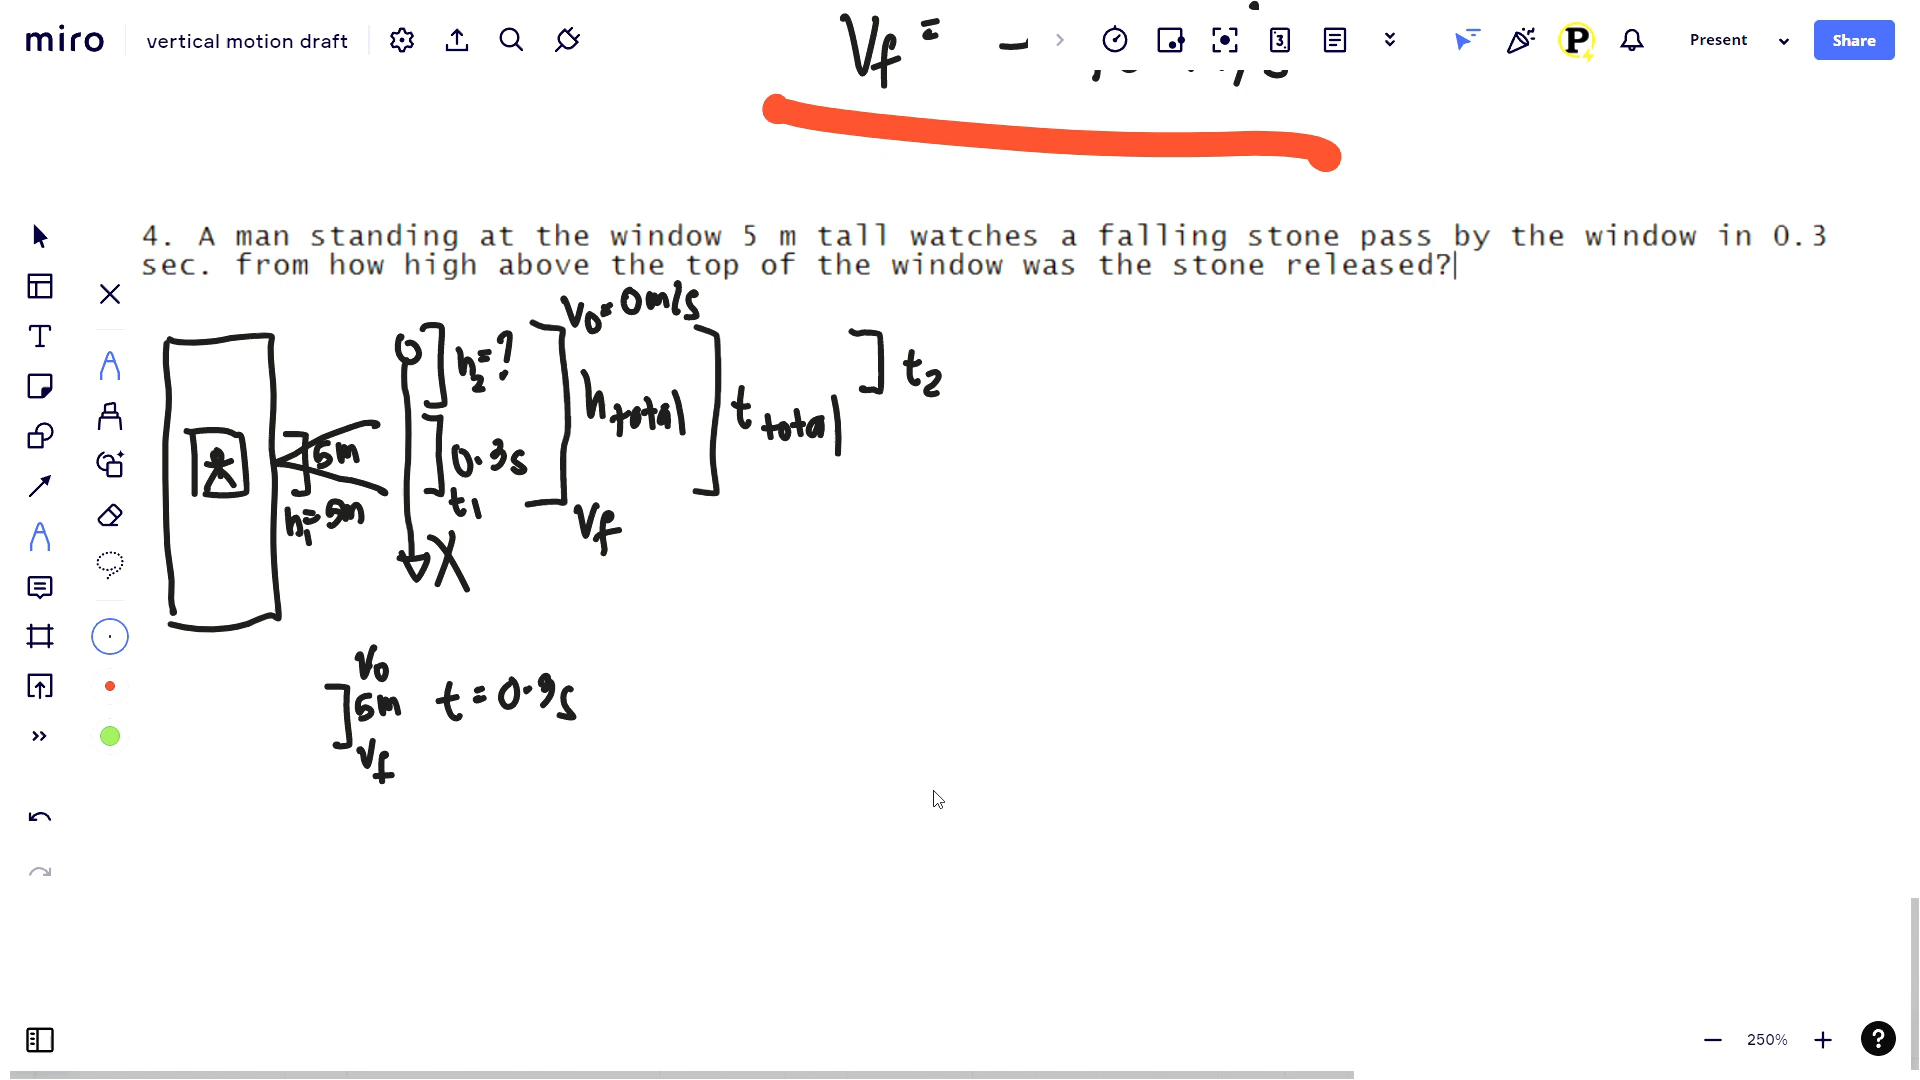 miro vertical motion draft
Present
Share
Vf = -
4. A man standing at the window 5 m tall watches a falling stone pass by the window in 0.3
sec. from how high above the top of the window was the stone released?
V0=0m/s
h2=?
htotal
ttotal
t2
5m
0.3s
h1=5m
t1
Vf
X
V0
5m t=0.3s
Vf
250%